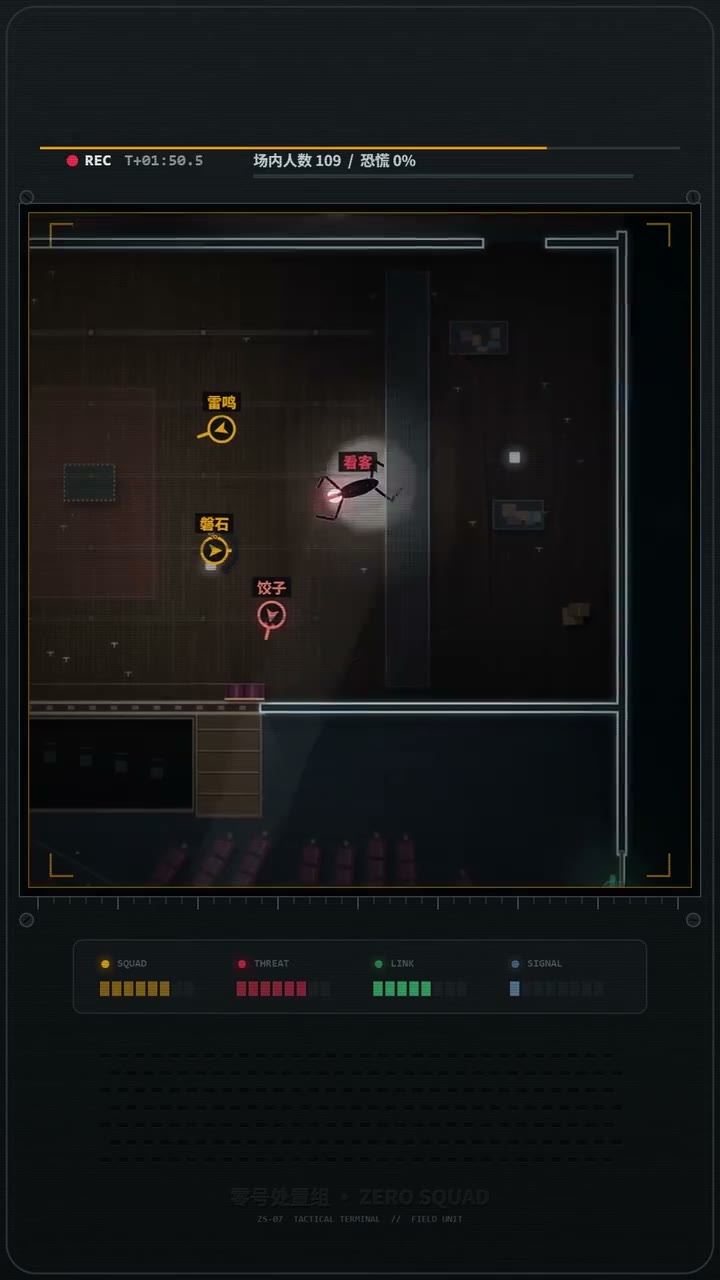 REC T+01:50.5 场内人数 109 / 恐慌 0%
雷鸣
看客
磐石
饺子
SQUAD THREAT LINK SIGNAL
零号处置组 · ZERO SQUAD
ZS-07 TACTICAL TERMINAL // FIELD UNIT